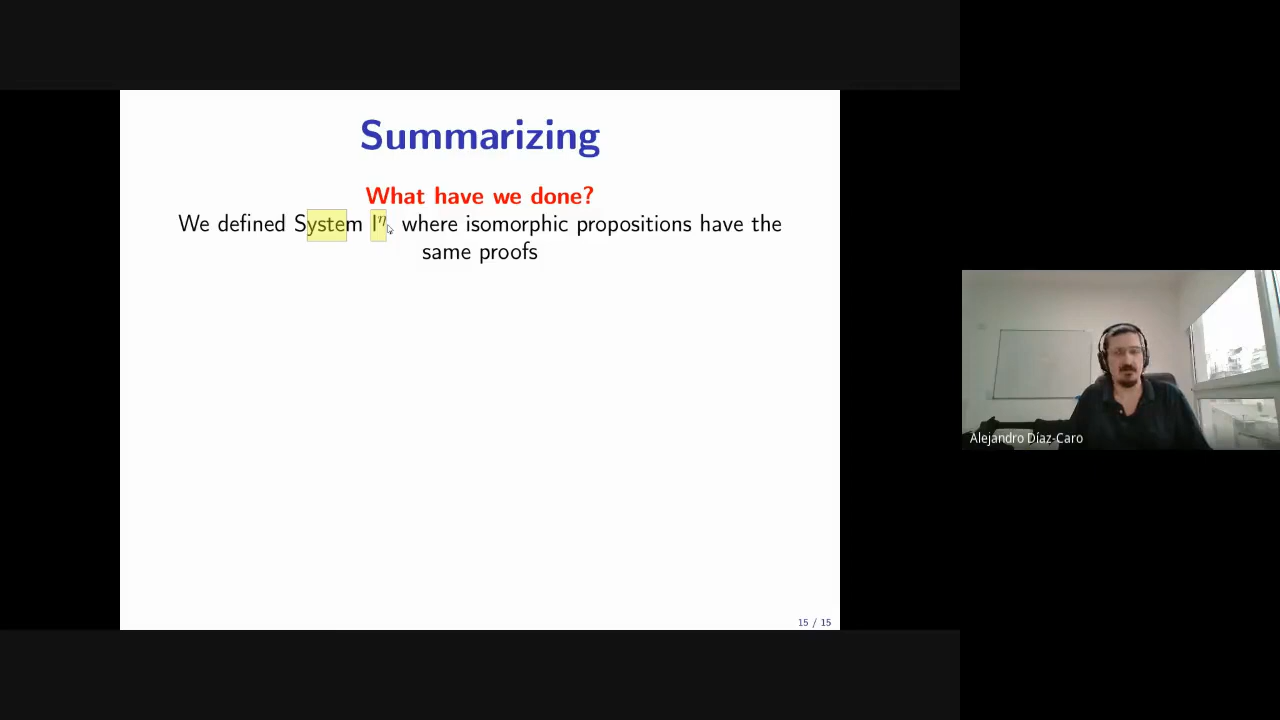 Summarizing
What have we done?
We defined System I^η, where isomorphic propositions have the
same proofs
15 / 15
Alejandro Díaz-Caro